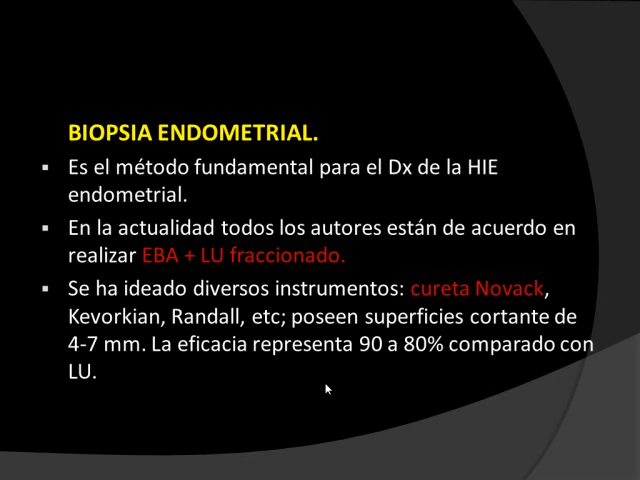 BIOPSIA ENDOMETRIAL.
▪ Es el método fundamental para el Dx de la HIE
endometrial.
▪ En la actualidad todos los autores están de acuerdo en
realizar EBA + LU fraccionado.
▪ Se ha ideado diversos instrumentos: cureta Novack,
Kevorkian, Randall, etc; poseen superficies cortante de
4-7 mm. La eficacia representa 90 a 80% comparado con
LU.